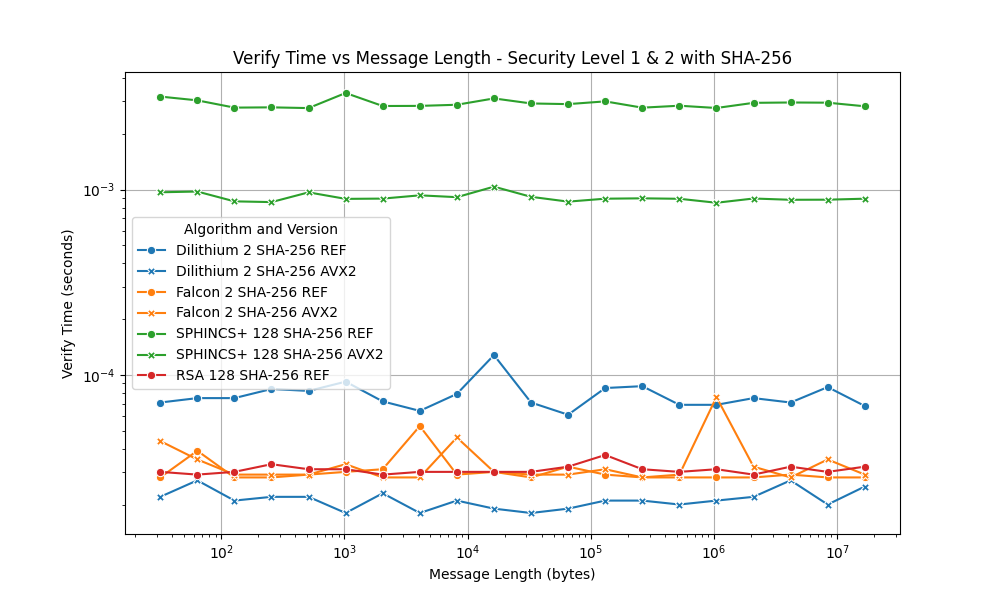 Verify Time vs Message Length - Security Level 1 & 2 with SHA-256
Verify Time (seconds)
10⁻³
10⁻⁴
Algorithm and Version
Dilithium 2 SHA-256 REF
Dilithium 2 SHA-256 AVX2
Falcon 2 SHA-256 REF
Falcon 2 SHA-256 AVX2
SPHINCS+ 128 SHA-256 REF
SPHINCS+ 128 SHA-256 AVX2
RSA 128 SHA-256 REF
10² 10³ 10⁴ 10⁵ 10⁶ 10⁷
Message Length (bytes)